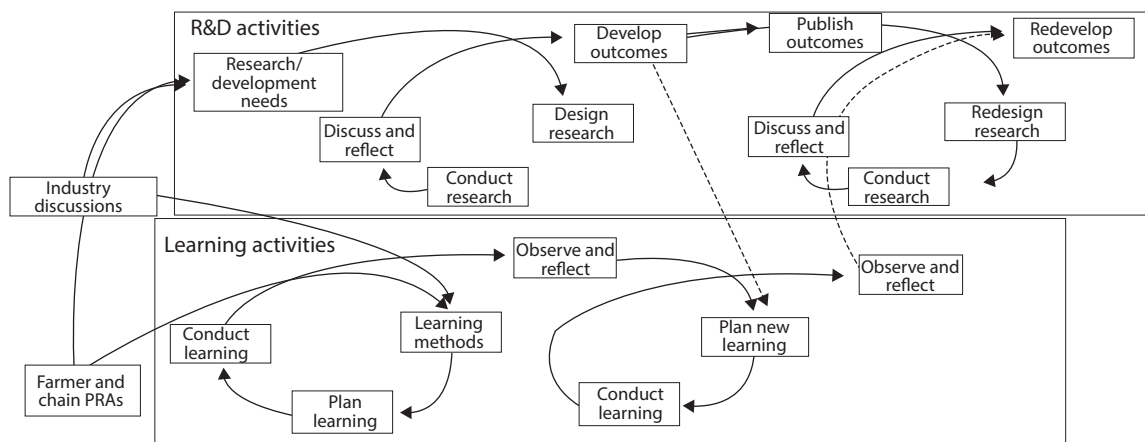 R&D activities
Research/
development
needs
Develop
outcomes
Publish
outcomes
Redevelop
outcomes
Design
research
Discuss and
reflect
Conduct
research
Discuss and
reflect
Redesign
research
Conduct
research
Industry
discussions
Learning activities
Observe and
reflect
Observe and
reflect
Conduct
learning
Learning
methods
Plan new
learning
Farmer and
chain PRAs
Plan
learning
Conduct
learning